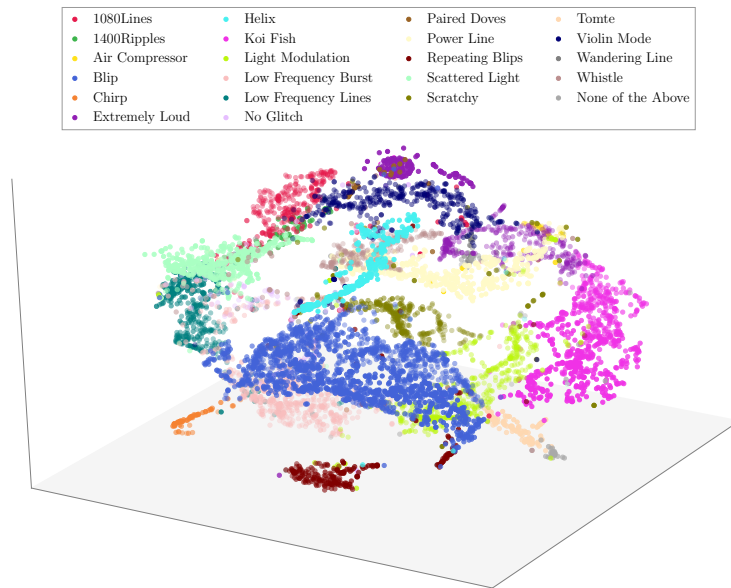 1080Lines
1400Ripples
Air Compressor
Blip
Chirp
Extremely Loud
Helix
Koi Fish
Light Modulation
Low Frequency Burst
Low Frequency Lines
No Glitch
Paired Doves
Power Line
Repeating Blips
Scattered Light
Scratchy
Tomte
Violin Mode
Wandering Line
Whistle
None of the Above